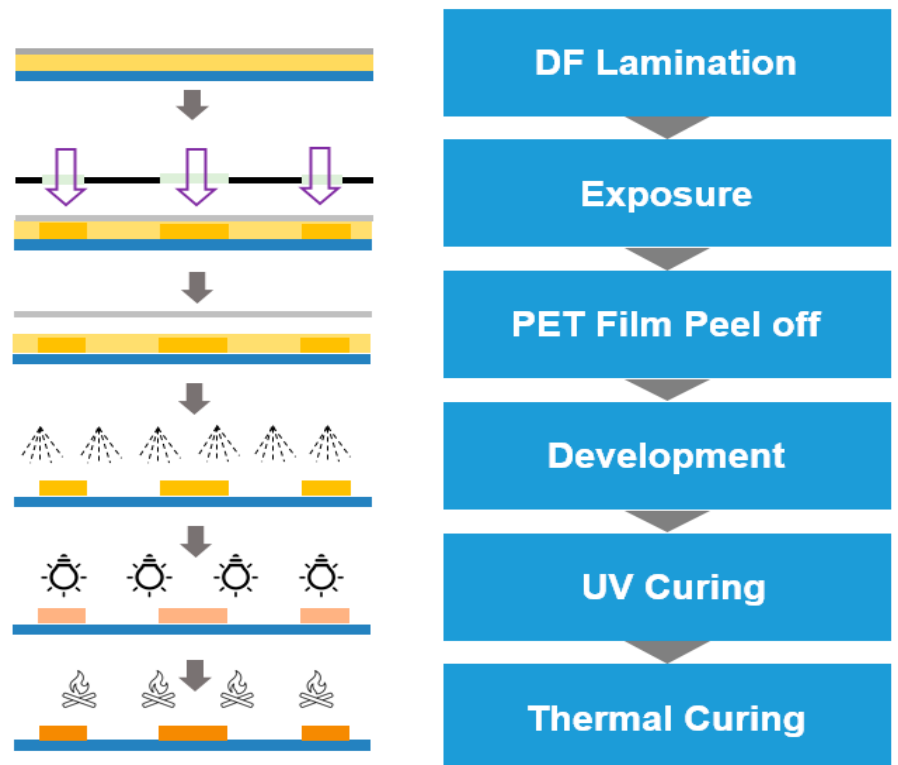 DF Lamination
Exposure
PET Film Peel off
Development
UV Curing
Thermal Curing